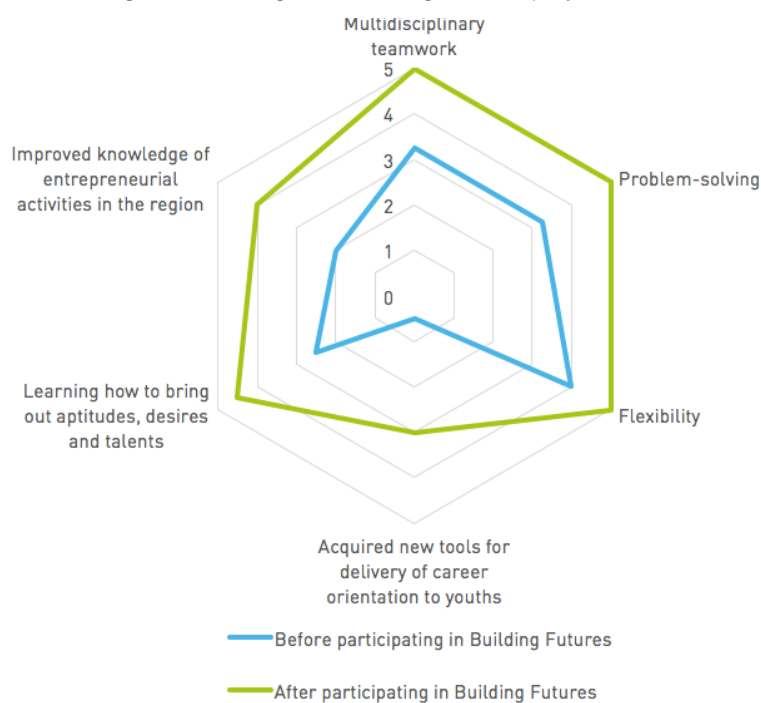 Multidisciplinary
teamwork
5
4
3
2
1
0
Improved knowledge of
entrepreneurial
activities in the region
Problem-solving
Learning how to bring
out aptitudes, desires
and talents
Flexibility
Acquired new tools for
delivery of career
orientation to youths
Before participating in Building Futures
After participating in Building Futures